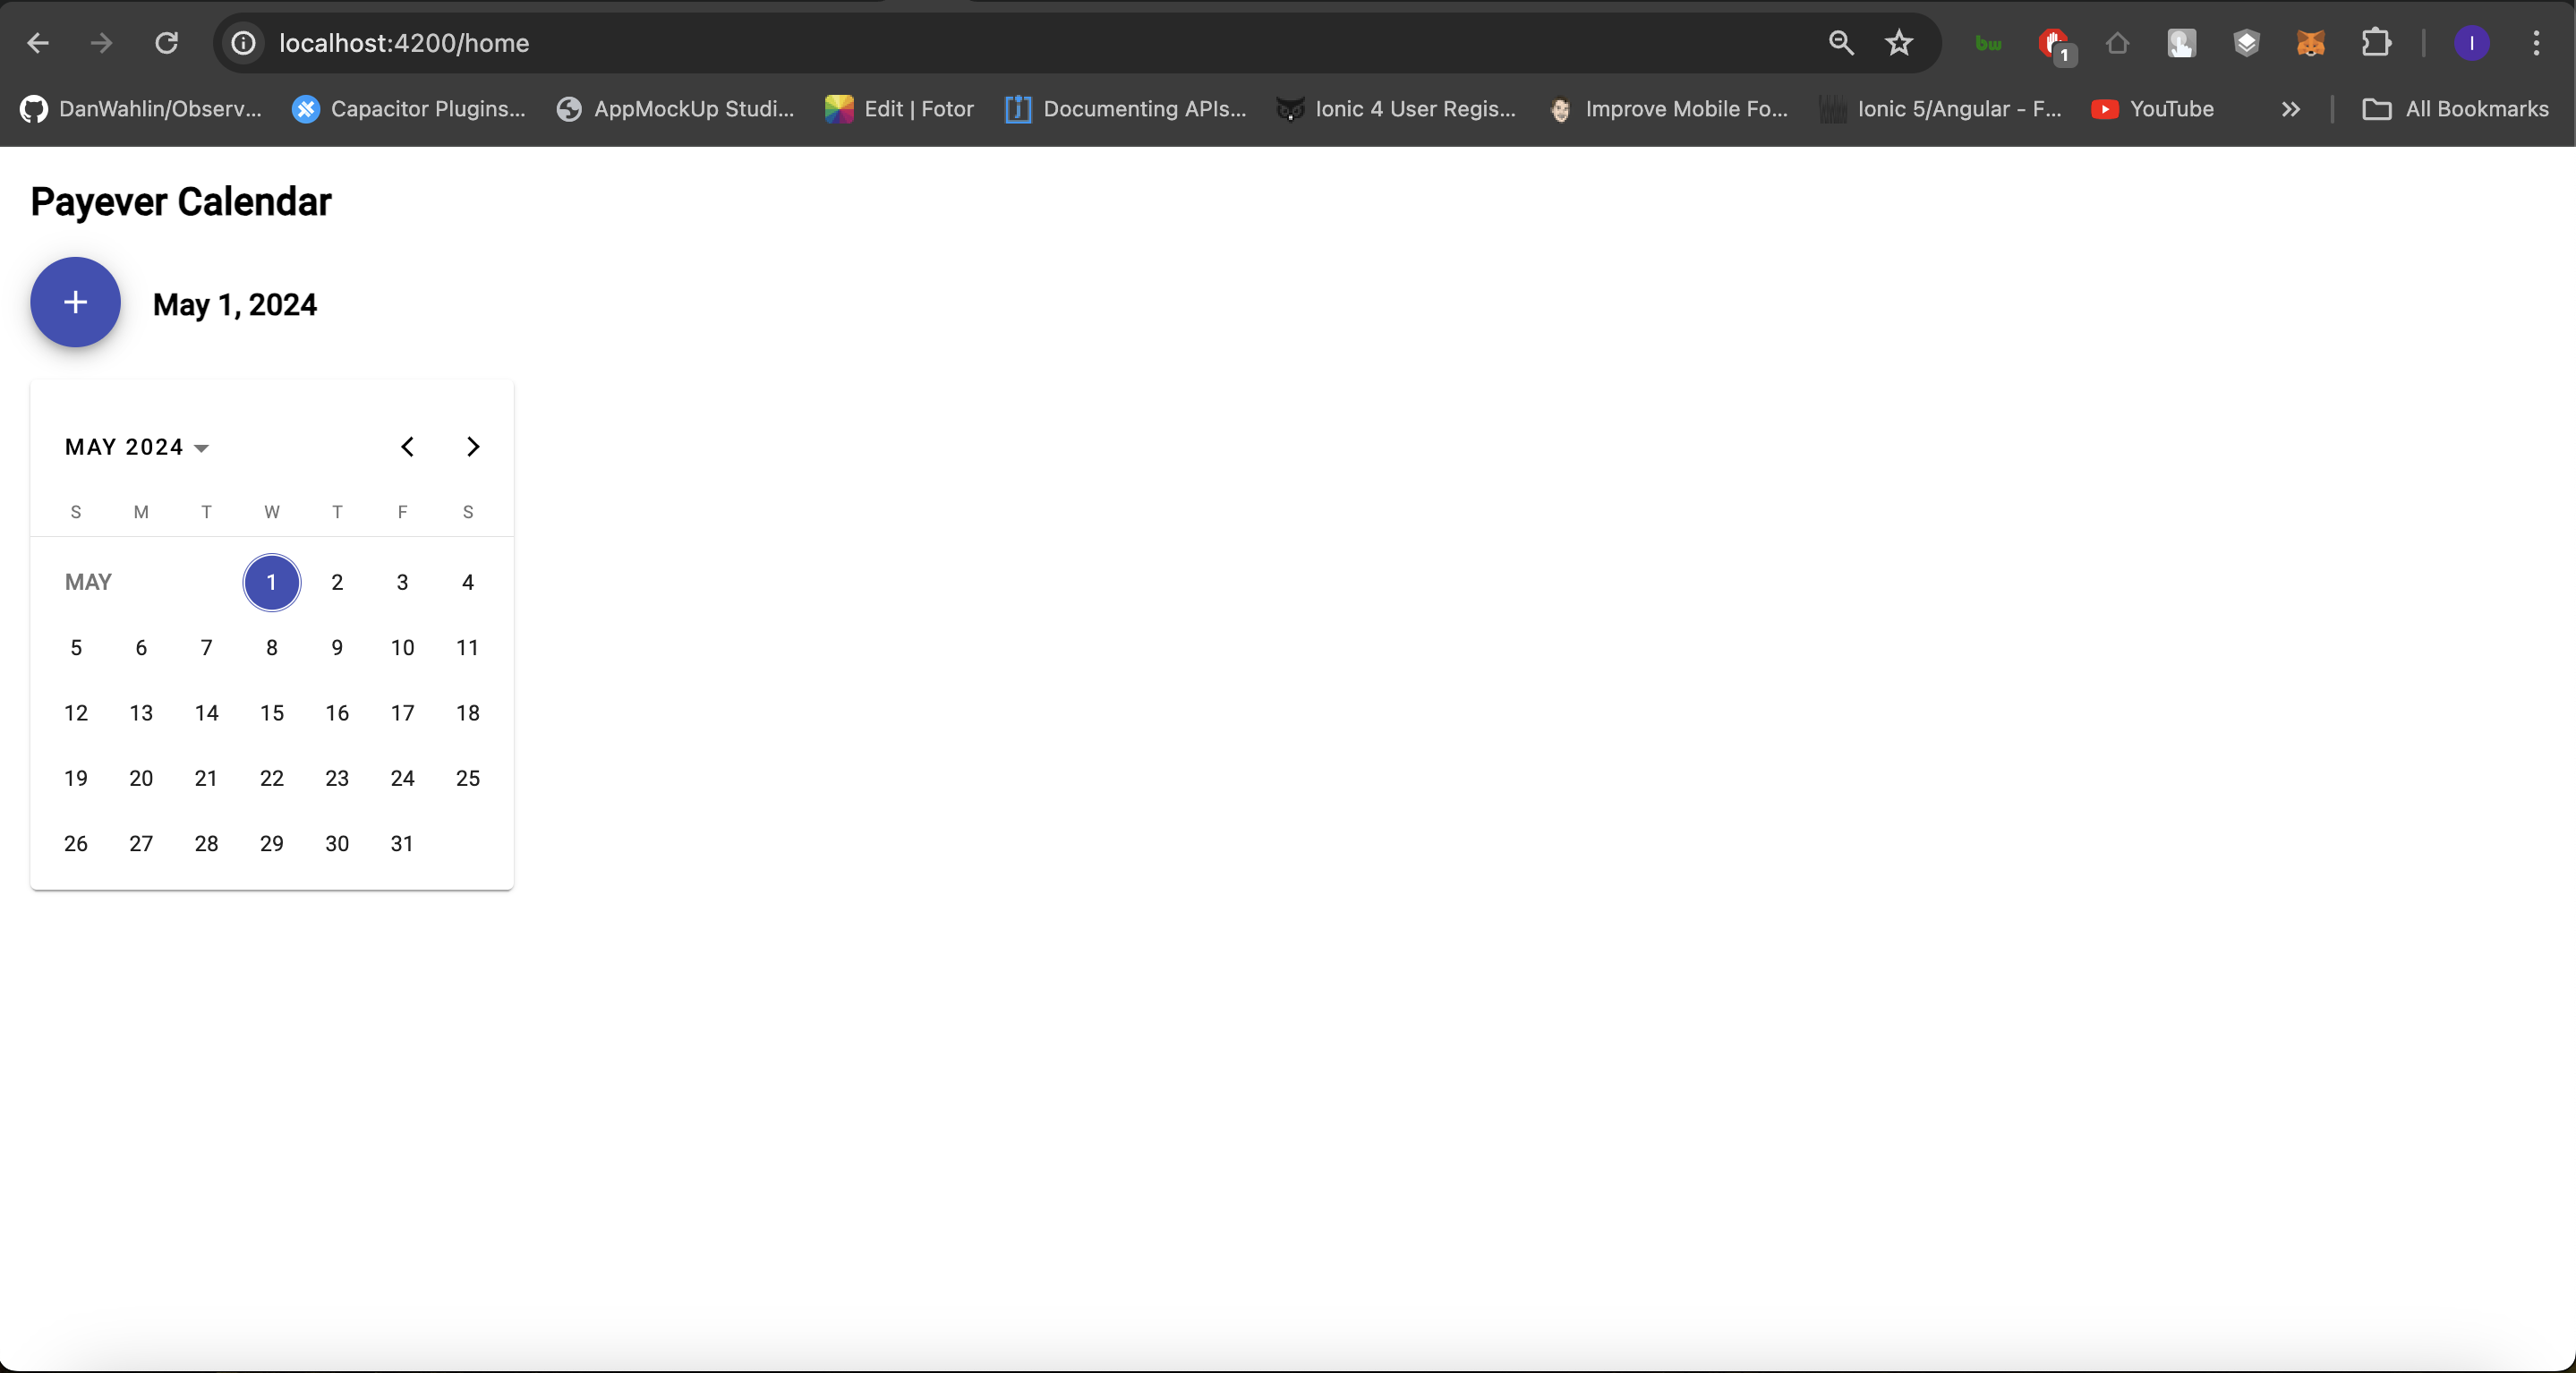 localhost:4200/home
bw 1 I
DanWahlin/Observ... Capacitor Plugins... AppMockUp Studi... Edit | Fotor [j] Documenting APIs... Ionic 4 User Regis... Improve Mobile Fo... Ionic 5/Angular - F... YouTube » All Bookmarks
Payever Calendar
+ May 1, 2024
MAY 2024
S M T W T F S
MAY 1 2 3 4
5 6 7 8 9 10 11
12 13 14 15 16 17 18
19 20 21 22 23 24 25
26 27 28 29 30 31